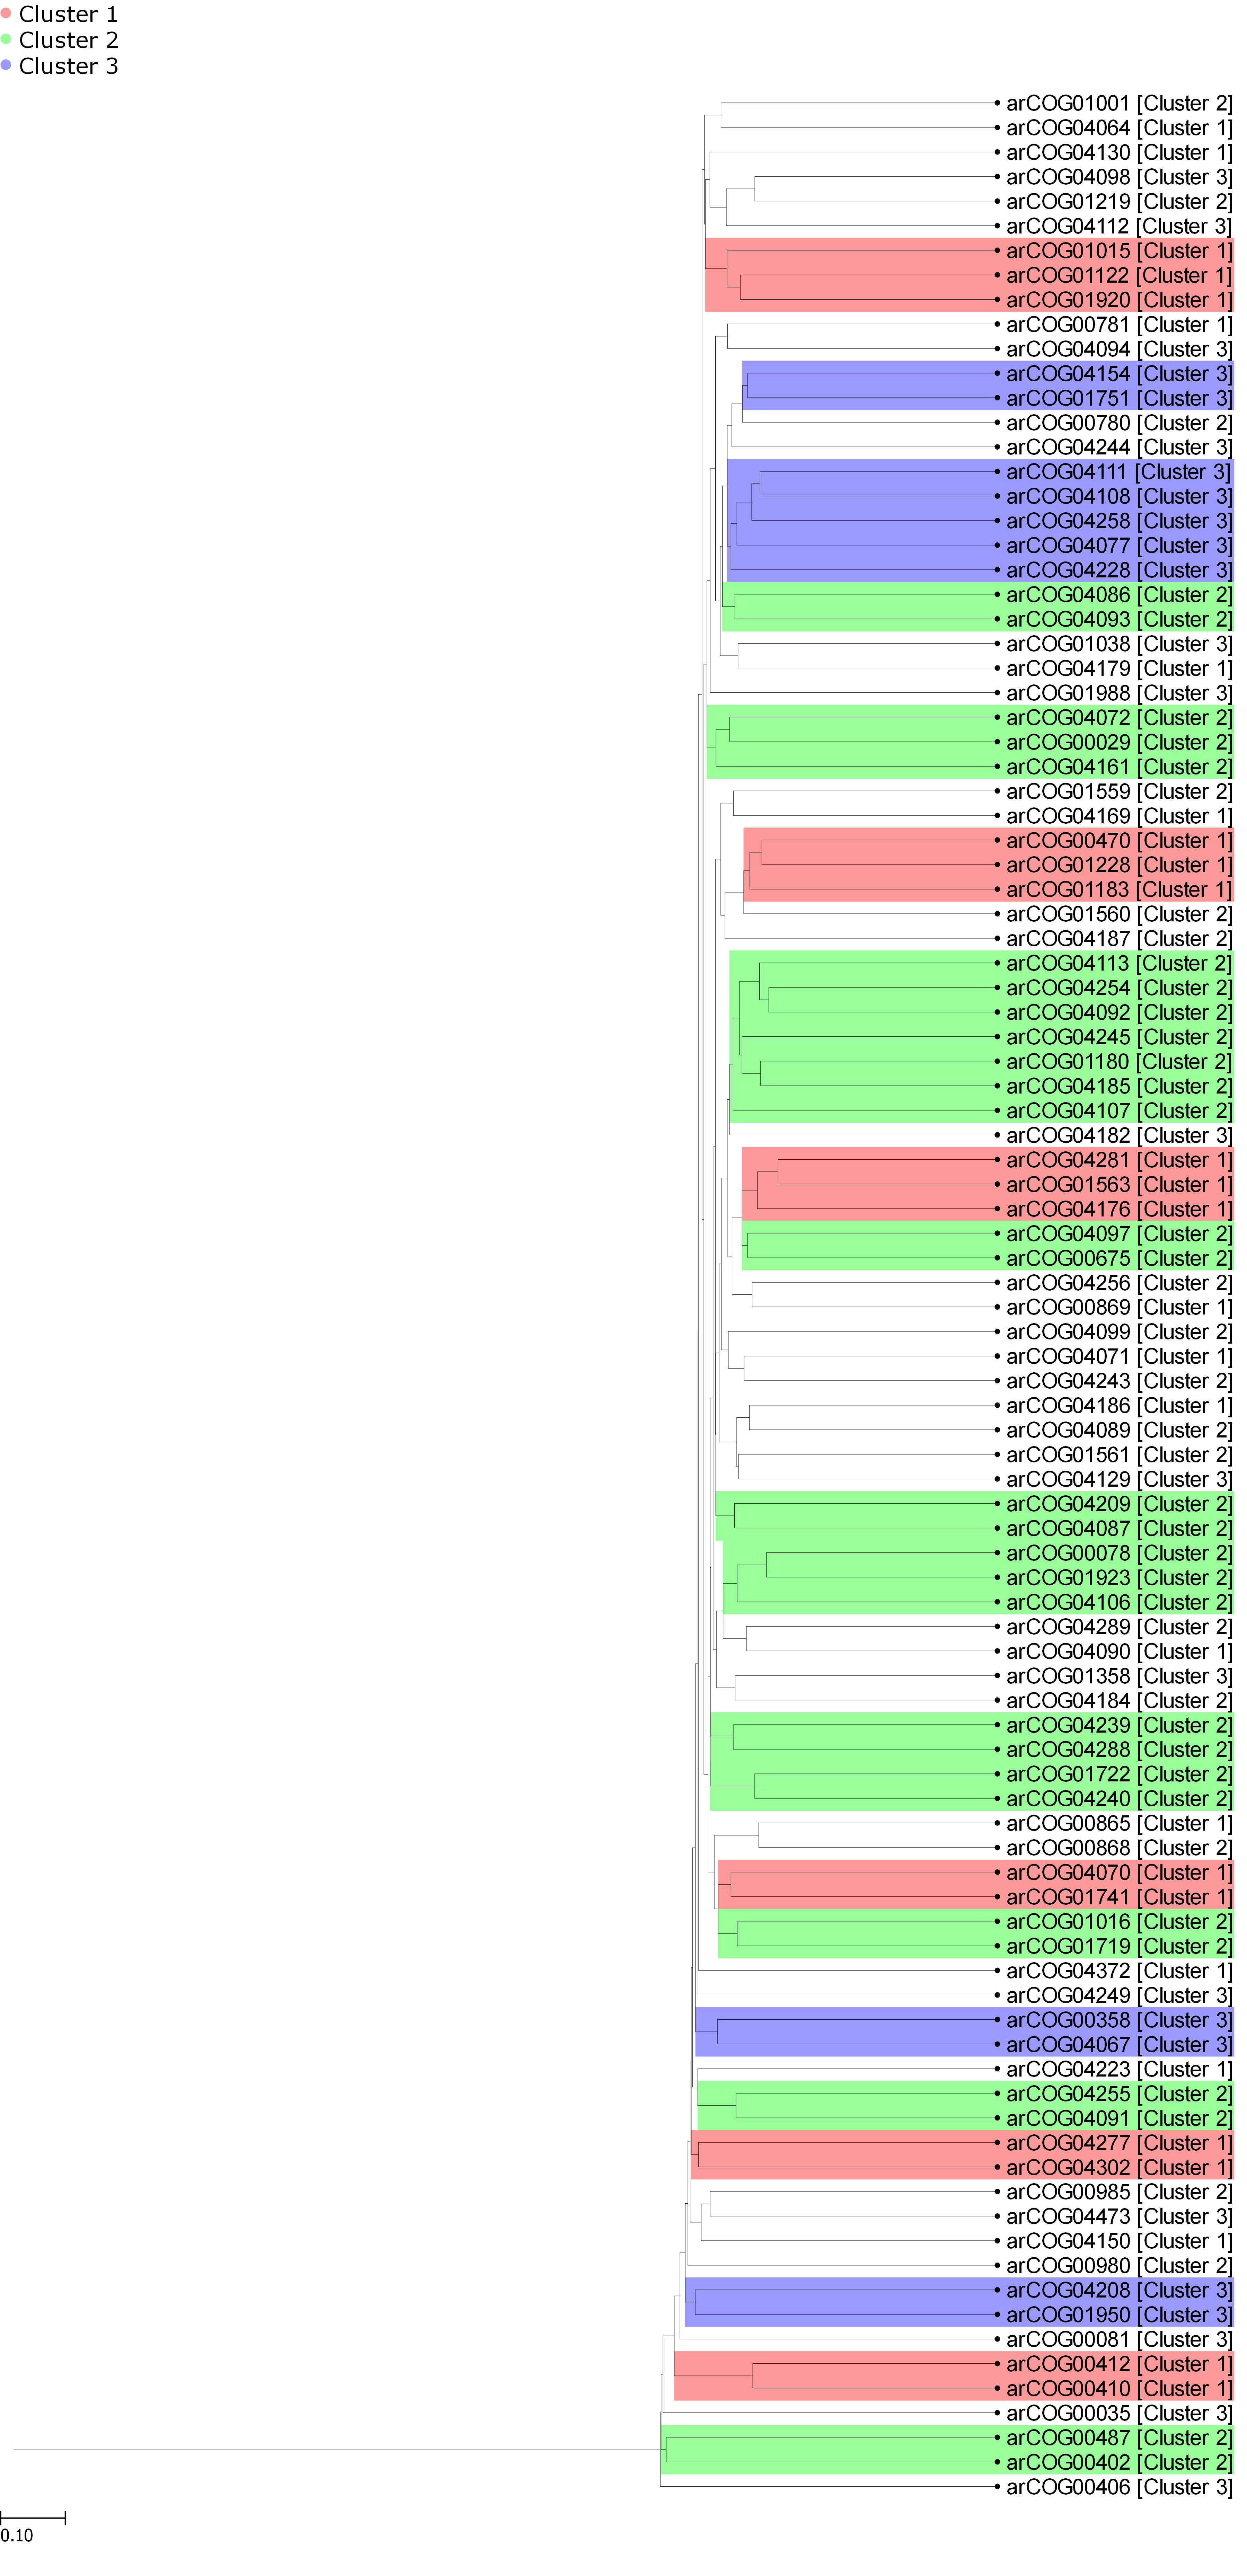 Cluster 1
Cluster 2
Cluster 3
arCOG01001 [Cluster 2]
arCOG04064 [Cluster 1]
arCOG04130 [Cluster 1]
arCOG04098 [Cluster 3]
arCOG01219 [Cluster 2]
arCOG04112 [Cluster 3]
arCOG01015 [Cluster 1]
arCOG01122 [Cluster 1]
arCOG01920 [Cluster 1]
arCOG00781 [Cluster 1]
arCOG04094 [Cluster 3]
arCOG04154 [Cluster 3]
arCOG01751 [Cluster 3]
arCOG00780 [Cluster 2]
arCOG04244 [Cluster 3]
arCOG04111 [Cluster 3]
arCOG04108 [Cluster 3]
arCOG04258 [Cluster 3]
arCOG04077 [Cluster 3]
arCOG04228 [Cluster 3]
arCOG04086 [Cluster 2]
arCOG04093 [Cluster 2]
arCOG01038 [Cluster 3]
arCOG04179 [Cluster 1]
arCOG01988 [Cluster 3]
arCOG04072 [Cluster 2]
arCOG00029 [Cluster 2]
arCOG04161 [Cluster 2]
arCOG01559 [Cluster 2]
arCOG04169 [Cluster 1]
arCOG00470 [Cluster 1]
arCOG01228 [Cluster 1]
arCOG01183 [Cluster 1]
arCOG01560 [Cluster 2]
arCOG04187 [Cluster 2]
arCOG04113 [Cluster 2]
arCOG04254 [Cluster 2]
arCOG04092 [Cluster 2]
arCOG04245 [Cluster 2]
arCOG01180 [Cluster 2]
arCOG04185 [Cluster 2]
arCOG04107 [Cluster 2]
arCOG04182 [Cluster 3]
arCOG04281 [Cluster 1]
arCOG01563 [Cluster 1]
arCOG04176 [Cluster 1]
arCOG04097 [Cluster 2]
arCOG00675 [Cluster 2]
arCOG04256 [Cluster 2]
arCOG00869 [Cluster 1]
arCOG04099 [Cluster 2]
arCOG04071 [Cluster 1]
arCOG04243 [Cluster 2]
arCOG04186 [Cluster 1]
arCOG04089 [Cluster 2]
arCOG01561 [Cluster 2]
arCOG04129 [Cluster 3]
arCOG04209 [Cluster 2]
arCOG04087 [Cluster 2]
arCOG00078 [Cluster 2]
arCOG01923 [Cluster 2]
arCOG04106 [Cluster 2]
arCOG04289 [Cluster 2]
arCOG04090 [Cluster 1]
arCOG01358 [Cluster 3]
arCOG04184 [Cluster 2]
arCOG04239 [Cluster 2]
arCOG04288 [Cluster 2]
arCOG01722 [Cluster 2]
arCOG04240 [Cluster 2]
arCOG00865 [Cluster 1]
arCOG00868 [Cluster 2]
arCOG04070 [Cluster 1]
arCOG01741 [Cluster 1]
arCOG01016 [Cluster 2]
arCOG01719 [Cluster 2]
arCOG04372 [Cluster 1]
arCOG04249 [Cluster 3]
arCOG00358 [Cluster 3]
arCOG04067 [Cluster 3]
arCOG04223 [Cluster 1]
arCOG04255 [Cluster 2]
arCOG04091 [Cluster 2]
arCOG04277 [Cluster 1]
arCOG04302 [Cluster 1]
arCOG00985 [Cluster 2]
arCOG04473 [Cluster 3]
arCOG04150 [Cluster 1]
arCOG00980 [Cluster 2]
arCOG04208 [Cluster 3]
arCOG01950 [Cluster 3]
arCOG00081 [Cluster 3]
arCOG00412 [Cluster 1]
arCOG00410 [Cluster 1]
arCOG00035 [Cluster 3]
arCOG00487 [Cluster 2]
arCOG00402 [Cluster 2]
arCOG00406 [Cluster 3]
0.10